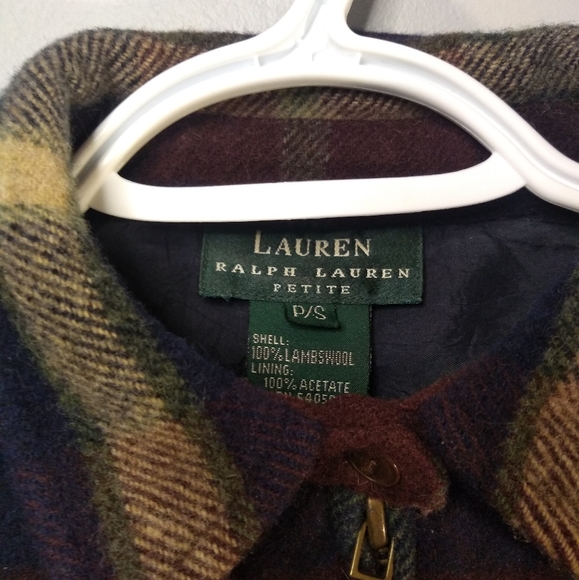 LAUREN
RALPH LAUREN
PETITE
P/S
SHELL:
100% LAMBSWOOL
LINING:
100% ACETATE